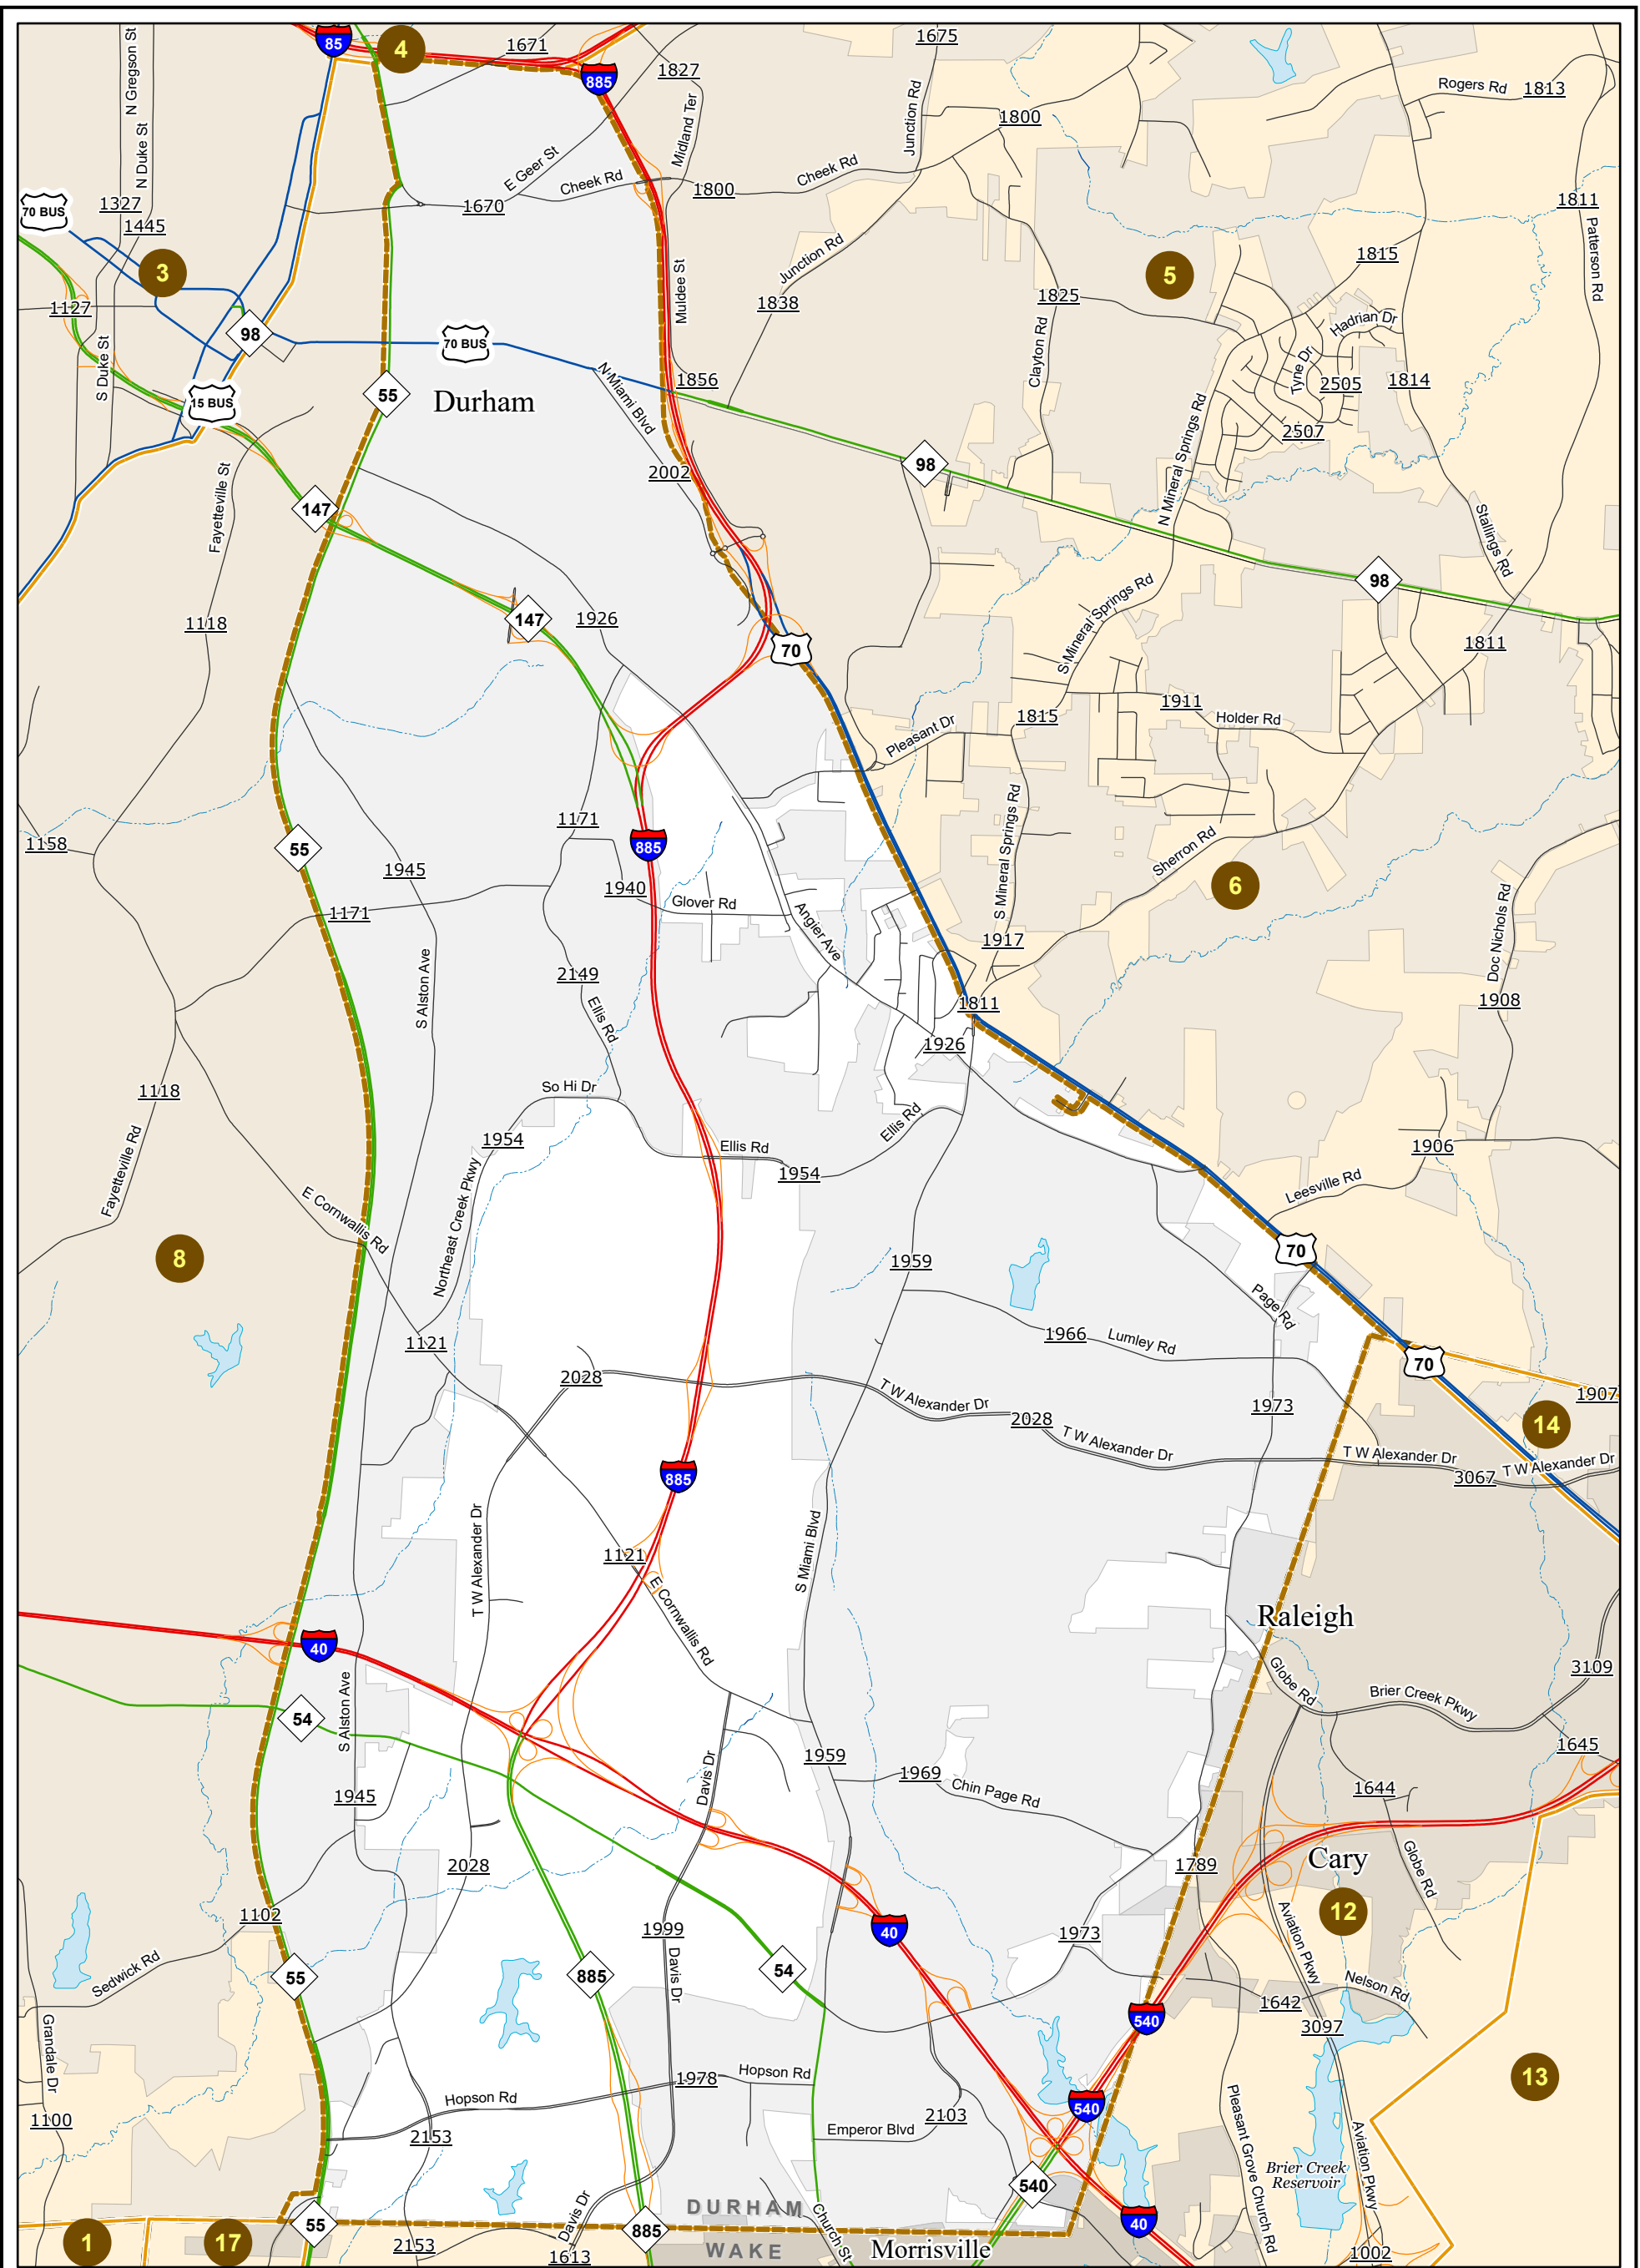 85
4
1671
1675
N Gregson St
885
1827
Rogers Rd
1813
Midland Ter
Junction Rd
1800
N Duke St
E Geer St
Cheek Rd
1800
Cheek Rd
70 BUS
1327
1670
1811
1445
Patterson Rd
3
Muldee St
Junction Rd
1815
5
1127
1838
1825
Hadrian Dr
98
70 BUS
S Duke St
Clayton Rd
Tyne Dr
1856
2505
1814
15 BUS
55
Durham
N Miami Blvd
N Mineral Springs Rd
2507
2002
98
Fayetteville St
147
Stallings Rd
98
1118
147
1926
S Mineral Springs Rd
70
1811
1911
1815
Holder Rd
Pleasant Dr
1171
885
1158
55
1945
S Mineral Springs Rd
Sherron Rd
1940
Glover Rd
6
1171
Angier Ave
Doc Nichols Rd
1917
S Alston Ave
2149
1811
1908
Ellis Rd
1926
1118
So Hi Dr
1954
Ellis Rd
Ellis Rd
1954
1906
Fayetteville Rd
Leesville Rd
E Cornwallis Rd
Northeast Creek Pkwy
8
70
1959
Page Rd
1121
1966
Lumley Rd
70
2028
T W Alexander Dr
1907
2028
1973
14
T W Alexander Dr
T W Alexander Dr
T W Alexander Dr
3067
885
T W Alexander Dr
S Miami Blvd
1121
E Cornwallis Rd
Raleigh
40
Globe Rd
3109
S Alston Ave
54
Brier Creek Pkwy
1645
1959
Davis Dr
1969
Chin Page Rd
1644
1945
Cary
Globe Rd
2028
1789
12
1102
1999
40
1973
Aviation Pkwy
Sedwick Rd
55
885
Davis Dr
54
Nelson Rd
1642
540
3097
Grandale Dr
1978
Hopson Rd
13
Hopson Rd
540
1100
2153
Emperor Blvd
2103
Pleasant Grove Church Rd
Aviation Pkwy
Brier Creek
Reservoir
540
DURHAM
Davis Dr
Church St
1
17
55
885
40
2153
1613
WAKE
Morrisville
1002